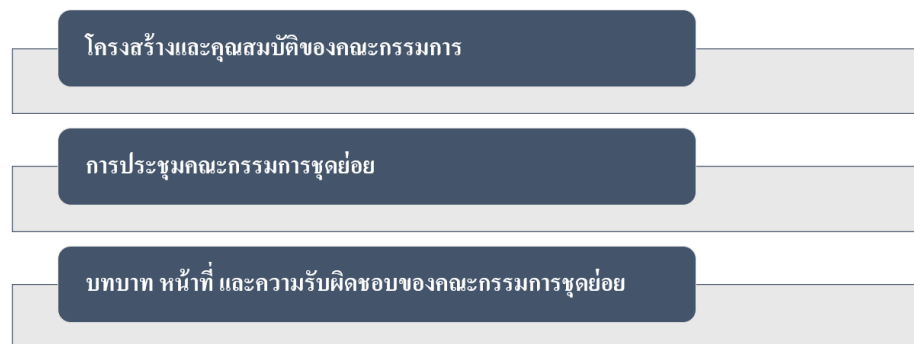 โครงสร้างและคุณสมบัติของคณะกรรมการ
การประชุมคณะกรรมการชุดย่อย
บทบาท หน้าที่ และความรับผิดชอบของคณะกรรมการชุดย่อย